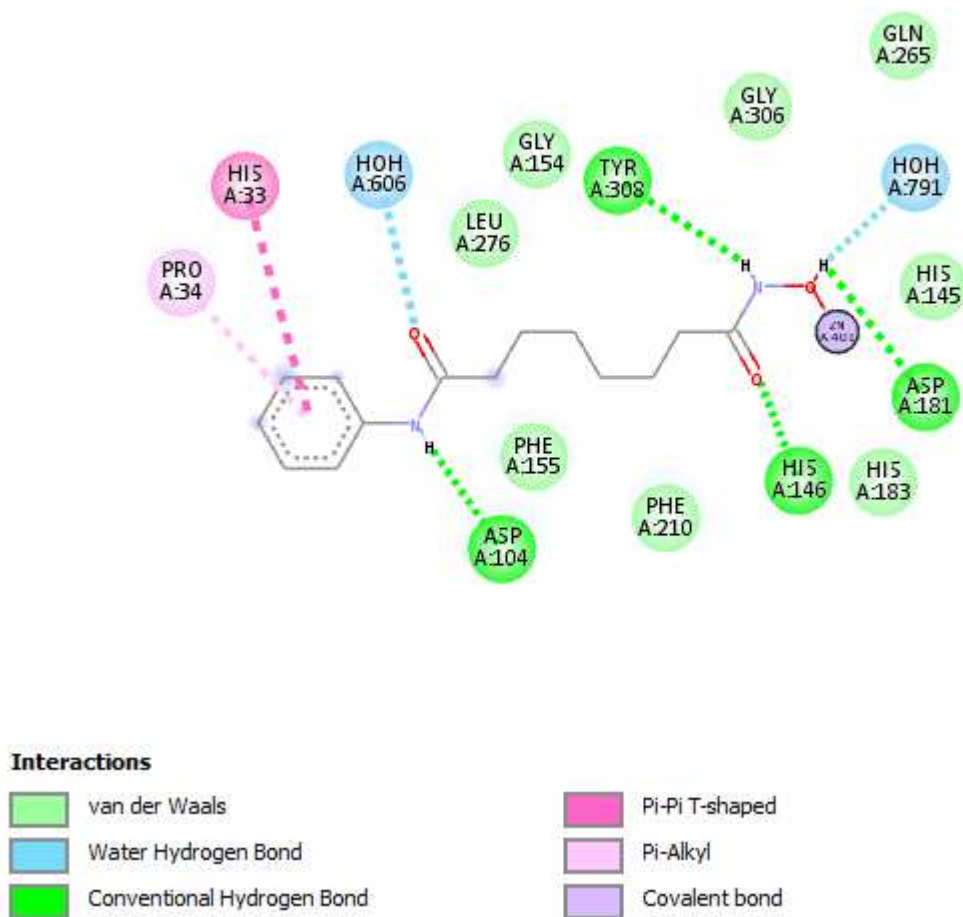 GLN
A:265
GLY
A:306
GLY
A:154
TYR
A:308
HOH
A:606
HIS
A:33
HOH
A:791
LEU
A:276
PRO
A:34
HIS
A:145
H
H
N
O
O
ZN
A:401
ASP
A:181
O
N
H
PHE
A:155
HIS
A:146
HIS
A:183
PHE
A:210
ASP
A:104
Interactions
van der Waals
Water Hydrogen Bond
Conventional Hydrogen Bond
Pi-Pi T-shaped
Pi-Alkyl
Covalent bond